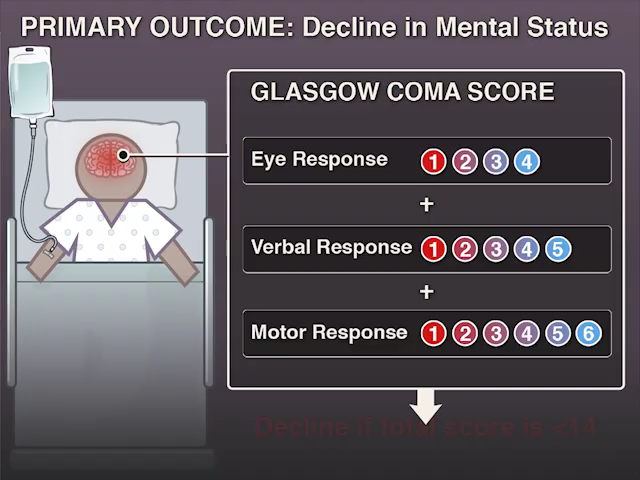 PRIMARY OUTCOME: Decline in Mental Status
GLASGOW COMA SCORE
Eye Response 1 2 3 4
+
Verbal Response 1 2 3 4 5
+
Motor Response 1 2 3 4 5 6
Decline if total score is <14